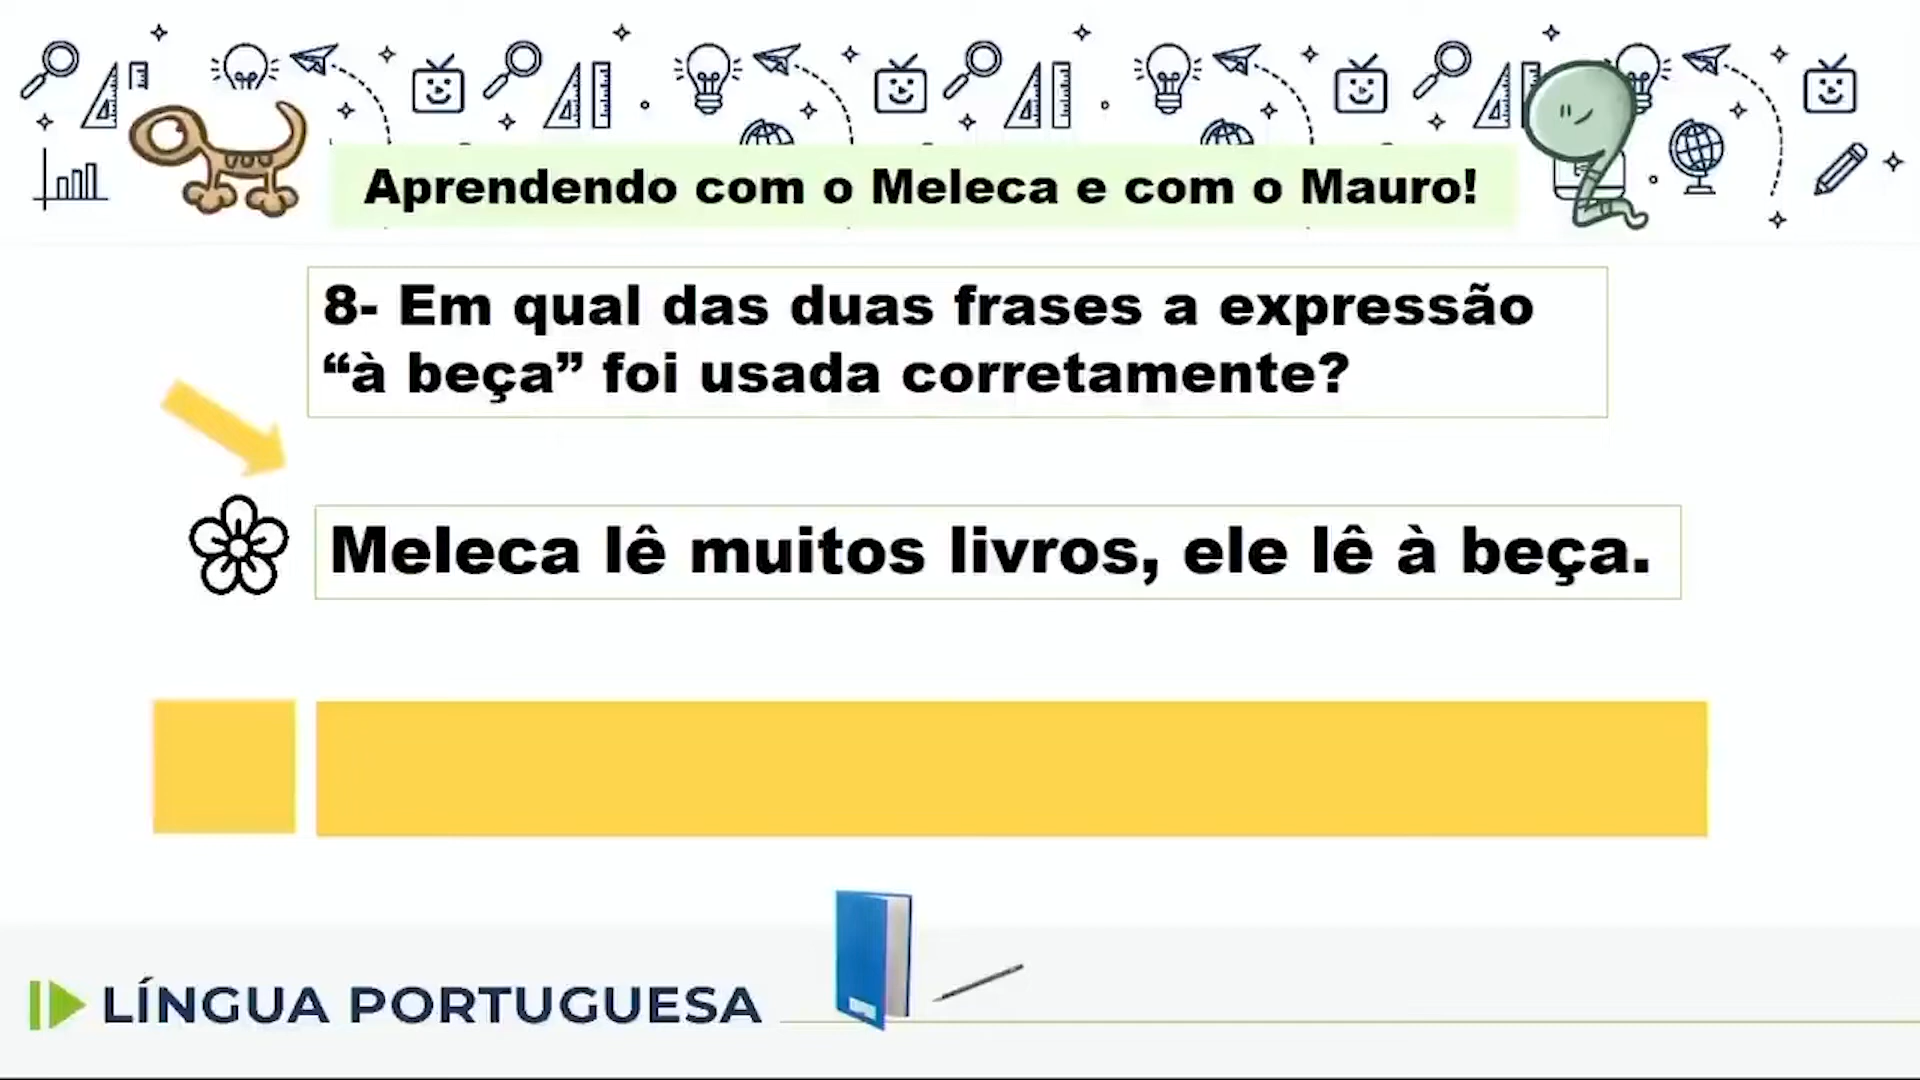 Aprendendo com o Meleca e com o Mauro!
8- Em qual das duas frases a expressão
“à beça” foi usada corretamente?
Meleca lê muitos livros, ele lê à beça.
LÍNGUA PORTUGUESA